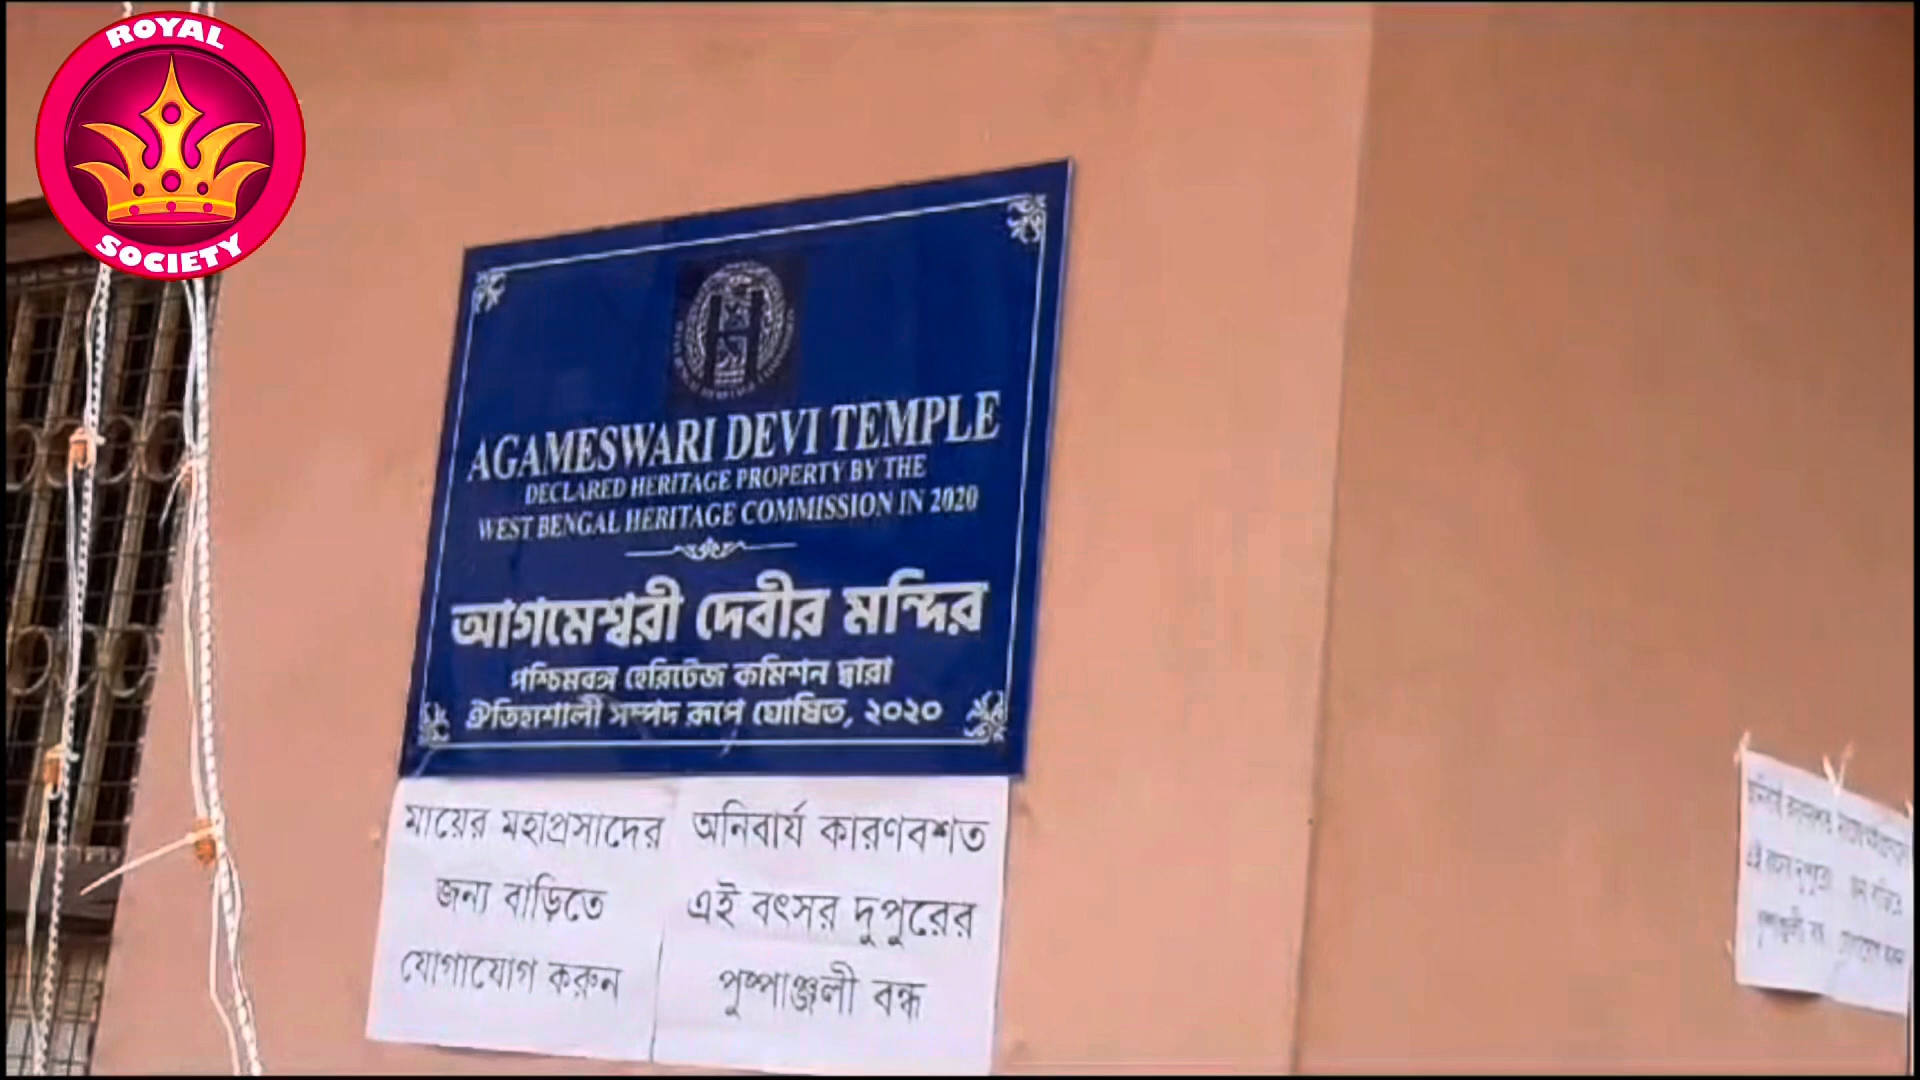 ROYAL
SOCIETY
AGAMESWARI DEVI TEMPLE
DECLARED HERITAGE PROPERTY BY THE
WEST BENGAL HERITAGE COMMISSION IN 2020
আগমেশ্বরী দেবীর মন্দির
পশ্চিমবঙ্গ হেরিটেজ কমিশন দ্বারা
ঐতিহ্যশালী সম্পদ রূপে ঘোষিত, ২০২০
মায়ের মহাপ্রসাদের
জন্য বাড়িতে
যোগাযোগ করুন
অনিবার্য কারণবশত
এই বৎসর দুপুরের
পুষ্পাঞ্জলী বন্ধ